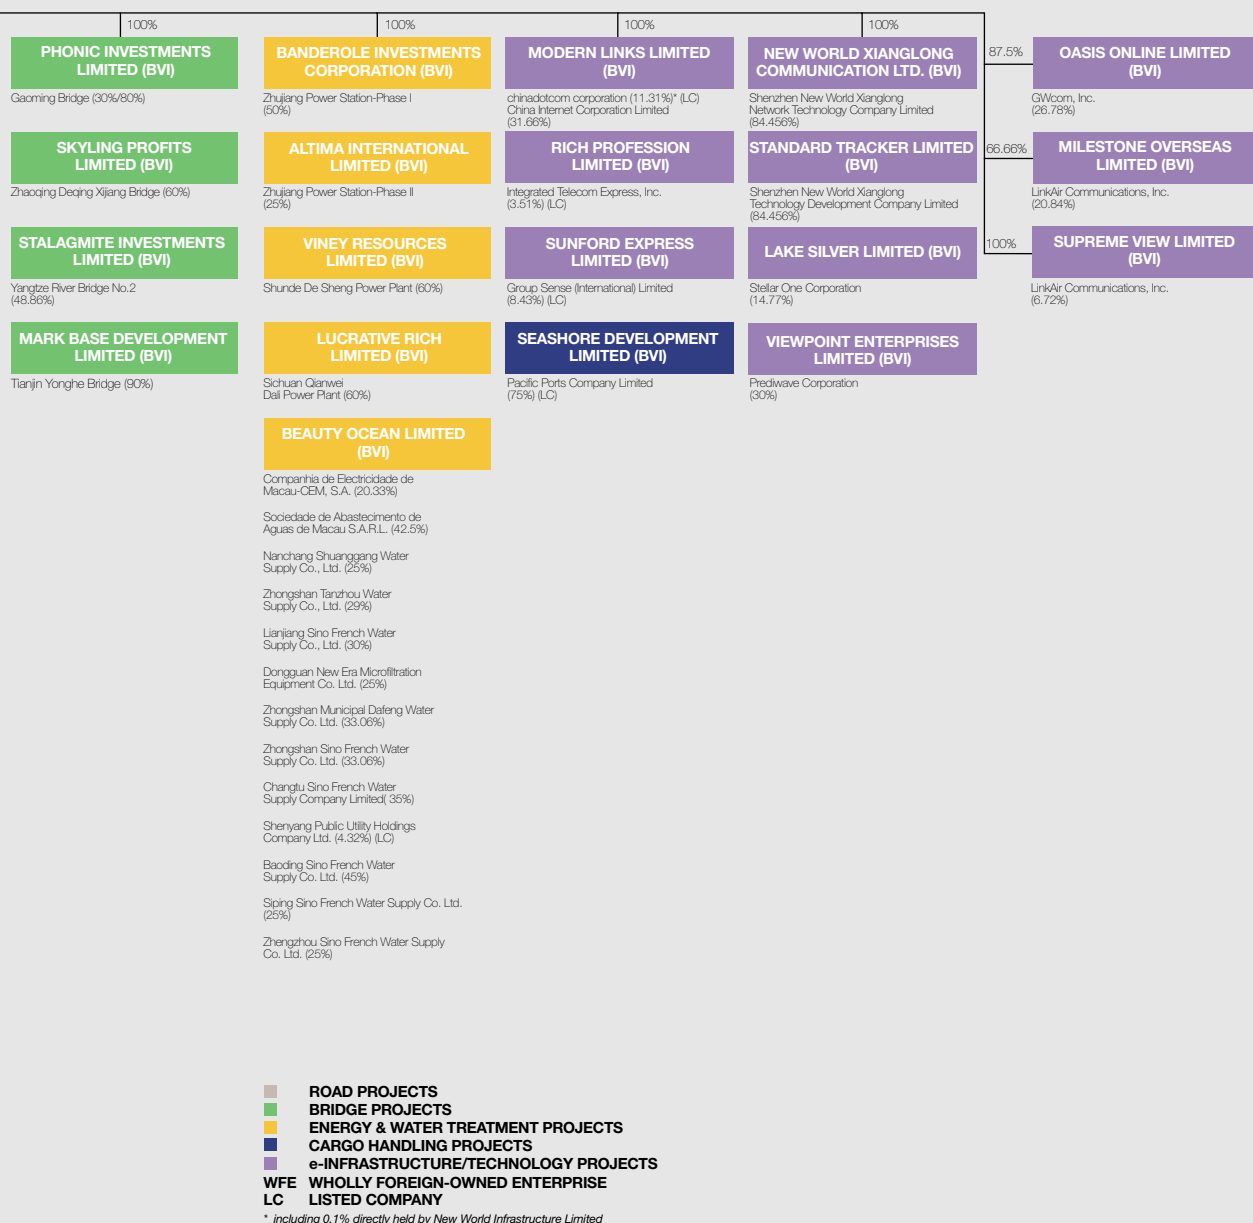 100%
PHONIC INVESTMENTS
LIMITED (BVI)
Gaoming Bridge (30%/80%)
SKYLING PROFITS
LIMITED (BVI)
Zhaoqing Deqing Xijiang Bridge (60%)
STALAGMITE INVESTMENTS
LIMITED (BVI)
Yangtze River Bridge No.2
(48.86%)
MARK BASE DEVELOPMENT
LIMITED (BVI)
Tianjin Yonghe Bridge (90%)
100%
BANDEROLE INVESTMENTS
CORPORATION (BVI)
Zhujiang Power Station-Phase I
(50%)
ALTIMA INTERNATIONAL
LIMITED (BVI)
Zhujiang Power Station-Phase II
(25%)
VINEY RESOURCES
LIMITED (BVI)
Shunde De Sheng Power Plant (60%)
LUCRATIVE RICH
LIMITED (BVI)
Sichuan Qianwei
Dali Power Plant (60%)
BEAUTY OCEAN LIMITED
(BVI)
Companhia de Electricidade de
Macau-CEM, S.A. (20.33%)
Sociedade de Abastecimento de
Aguas de Macau S.A.R.L. (42.5%)
Nanchang Shuanggang Water
Supply Co., Ltd. (25%)
Zhongshan Tanzhou Water
Supply Co., Ltd. (29%)
Lianjiang Sino French Water
Supply Co., Ltd. (30%)
Dongguan New Era Microfiltration
Equipment Co. Ltd. (25%)
Zhongshan Municipal Dafeng Water
Supply Co. Ltd. (33.06%)
Zhongshan Sino French Water
Supply Co. Ltd. (33.06%)
Changtu Sino French Water
Supply Company Limited( 35%)
Shenyang Public Utility Holdings
Company Ltd. (4.32%) (LC)
Baoding Sino French Water
Supply Co. Ltd. (45%)
Siping Sino French Water Supply Co. Ltd.
(25%)
Zhengzhou Sino French Water Supply
Co. Ltd. (25%)
100%
MODERN LINKS LIMITED
(BVI)
chinadotcom corporation (11.31%)* (LC)
China Internet Corporation Limited
(31.66%)
RICH PROFESSION
LIMITED (BVI)
Integrated Telecom Express, Inc.
(3.51%) (LC)
SUNFORD EXPRESS
LIMITED (BVI)
Group Sense (International) Limited
(8.43%) (LC)
SEASHORE DEVELOPMENT
LIMITED (BVI)
Pacific Ports Company Limited
(75%) (LC)
100%
NEW WORLD XIANGLONG
COMMUNICATION LTD. (BVI)
Shenzhen New World Xianglong
Network Technology Company Limited
(84.456%)
STANDARD TRACKER LIMITED
(BVI)
Shenzhen New World Xianglong
Technology Development Company Limited
(84.456%)
LAKE SILVER LIMITED (BVI)
Stellar One Corporation
(14.77%)
VIEWPOINT ENTERPRISES
LIMITED (BVI)
Prediwave Corporation
(30%)
87.5%
OASIS ONLINE LIMITED
(BVI)
GWcom, Inc.
(26.78%)
66.66%
MILESTONE OVERSEAS
LIMITED (BVI)
LinkAir Communications, Inc.
(20.84%)
100%
SUPREME VIEW LIMITED
(BVI)
LinkAir Communications, Inc.
(6.72%)
ROAD PROJECTS
BRIDGE PROJECTS
ENERGY & WATER TREATMENT PROJECTS
CARGO HANDLING PROJECTS
e-INFRASTRUCTURE/TECHNOLOGY PROJECTS
WFE WHOLLY FOREIGN-OWNED ENTERPRISE
LC LISTED COMPANY
* including 0.1% directly held by New World Infrastructure Limited